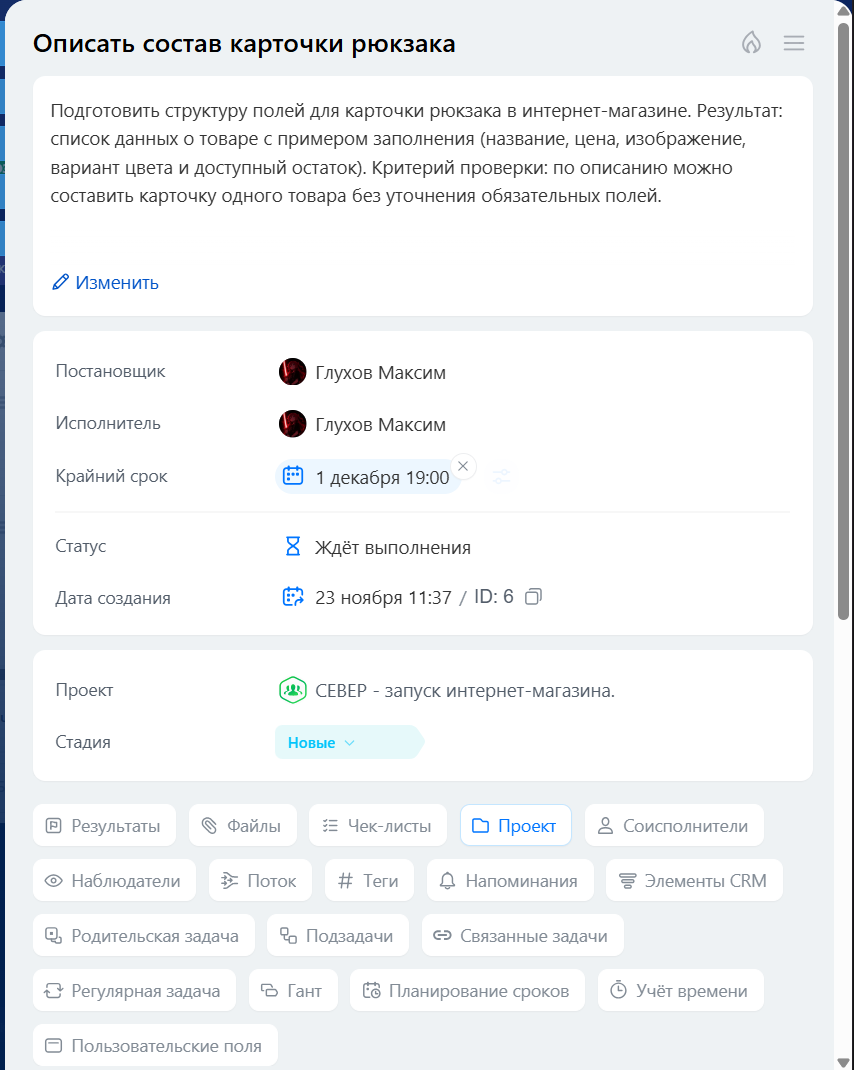 Описать состав карточки рюкзака
Подготовить структуру полей для карточки рюкзака в интернет-магазине. Результат:
список данных о товаре с примером заполнения (название, цена, изображение,
вариант цвета и доступный остаток). Критерий проверки: по описанию можно
составить карточку одного товара без уточнения обязательных полей.
Изменить
Постановщик Глухов Максим
Исполнитель Глухов Максим
Крайний срок 1 декабря 19:00
Статус Ждёт выполнения
Дата создания 23 ноября 11:37 / ID: 6
Проект СЕВЕР - запуск интернет-магазина.
Стадия Новые
Результаты Файлы Чек-листы Проект Соисполнители
Наблюдатели Поток Теги Напоминания Элементы CRM
Родительская задача Подзадачи Связанные задачи
Регулярная задача Гант Планирование сроков Учёт времени
Пользовательские поля